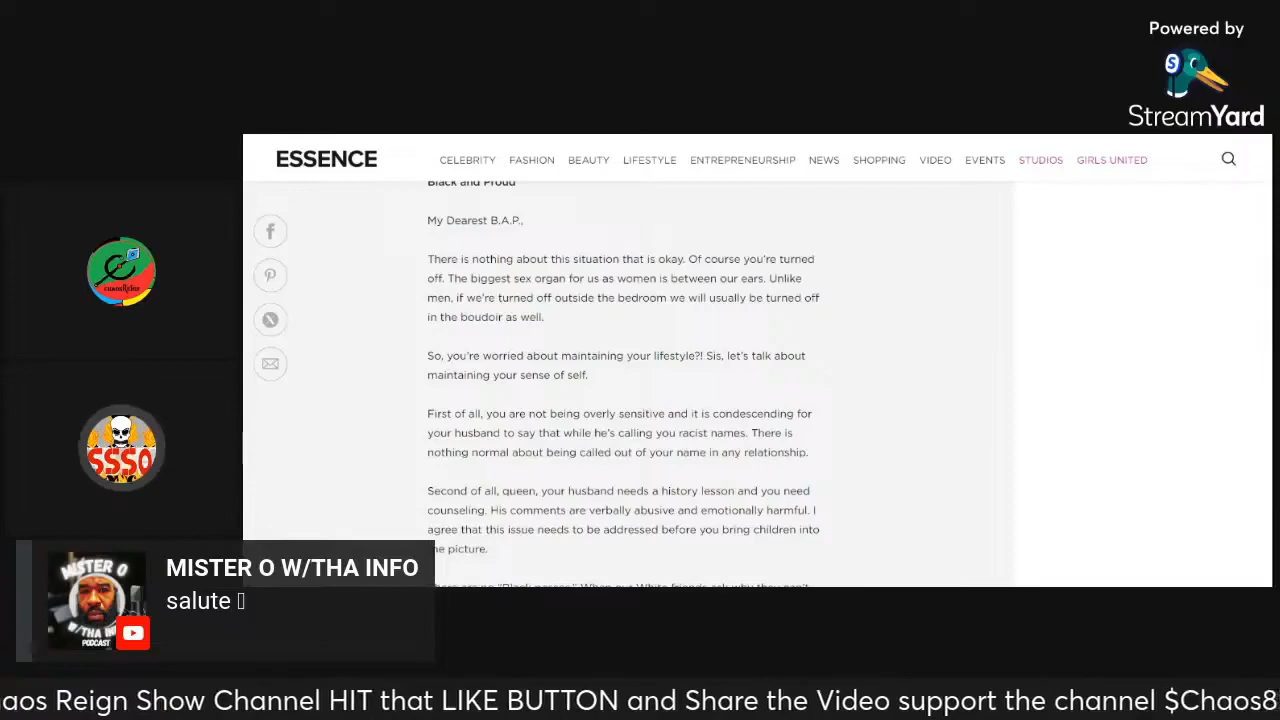 Powered by
StreamYard
ESSENCE
CELEBRITY FASHION BEAUTY LIFESTYLE ENTREPRENEURSHIP NEWS SHOPPING VIDEO EVENTS STUDIOS GIRLS UNITED
Black and Proud
My Dearest B.A.P.,
There is nothing about this situation that is okay. Of course you're turned
off. The biggest sex organ for us as women is between our ears. Unlike
men, if we're turned off outside the bedroom we will usually be turned off
in the boudoir as well.
So, you're worried about maintaining your lifestyle?! Sis, let's talk about
maintaining your sense of self.
First of all, you are not being overly sensitive and it is condescending for
your husband to say that while he's calling you racist names. There is
nothing normal about being called out of your name in any relationship.
Second of all, queen, your husband needs a history lesson and you need
counseling. His comments are verbally abusive and emotionally harmful. I
agree that this issue needs to be addressed before you bring children into
he picture.
SSSO
MISTER O
W/THA INFO
PODCAST
MISTER O W/THA INFO
salute
haos Reign Show Channel HIT that LIKE BUTTON and Share the Video support the channel $Chaos8